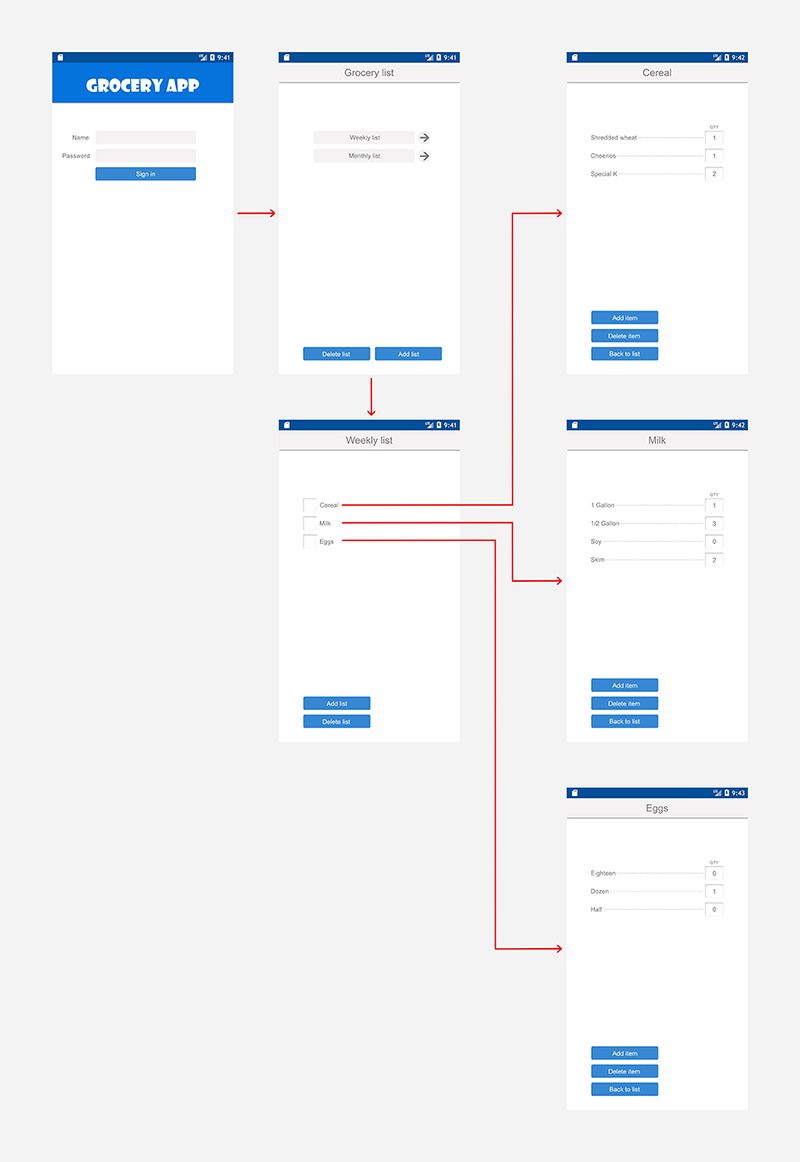 9:41
GROCERY APP
Name
Password
Sign in
9:41
Grocery list
Weekly list
Monthly list
Delete list Add list
9:42
Cereal
QTY
Shredded wheat 1
Cheerios 1
Special K 2
Add item
Delete item
Back to list
9:41
Weekly list
Cereal
Milk
Eggs
Add list
Delete list
9:42
Milk
QTY
1 Gallon 1
1/2 Gallon 3
Soy 0
Skim 2
Add item
Delete item
Back to list
9:43
Eggs
QTY
Eighteen 0
Dozen 1
Half 0
Add item
Delete item
Back to list